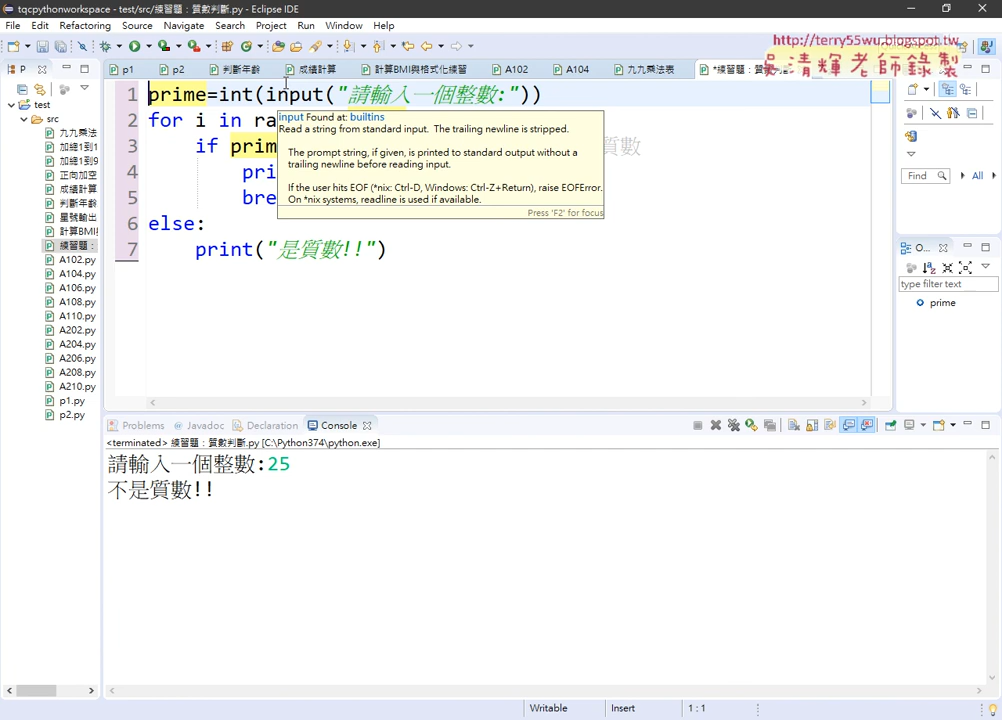 tqcpythonworkspace - test/src/練習題：質數判斷.py - Eclipse IDE
File Edit Refactoring Source Navigate Search Project Run Window Help
http://terry55wu.blogspot.tw
吳清輝老師錄製
P
p1
p2
判斷年齡
成績計算
計算BMI與格式化練習
A102
A104
九九乘法表
test
src
九九乘法
加總1到1
加總1到9
正向加空
成績計算
判斷年齡
星號輸出
計算BMI
練習題：
A102.py
A104.py
A106.py
A108.py
A110.py
A202.py
A204.py
A206.py
A208.py
A210.py
p1.py
p2.py
1 prime=int(input("請輸入一個整數:"))
2 for i in ra
3 if prim
質數
4 pri
5 bre
6 else:
7 print("是質數!!")
input Found at: builtins
Read a string from standard input. The trailing newline is stripped.
The prompt string, if given, is printed to standard output without a
trailing newline before reading input.
If the user hits EOF (*nix: Ctrl-D, Windows: Ctrl-Z+Return), raise EOFError.
On *nix systems, readline is used if available.
Press 'F2' for focus
Find
All
O...
type filter text
prime
Problems
Javadoc
Declaration
Console
<terminated> 練習題：質數判斷.py [C:\Python374\python.exe]
請輸入一個整數:25
不是質數!!
Writable
Insert
1 : 1